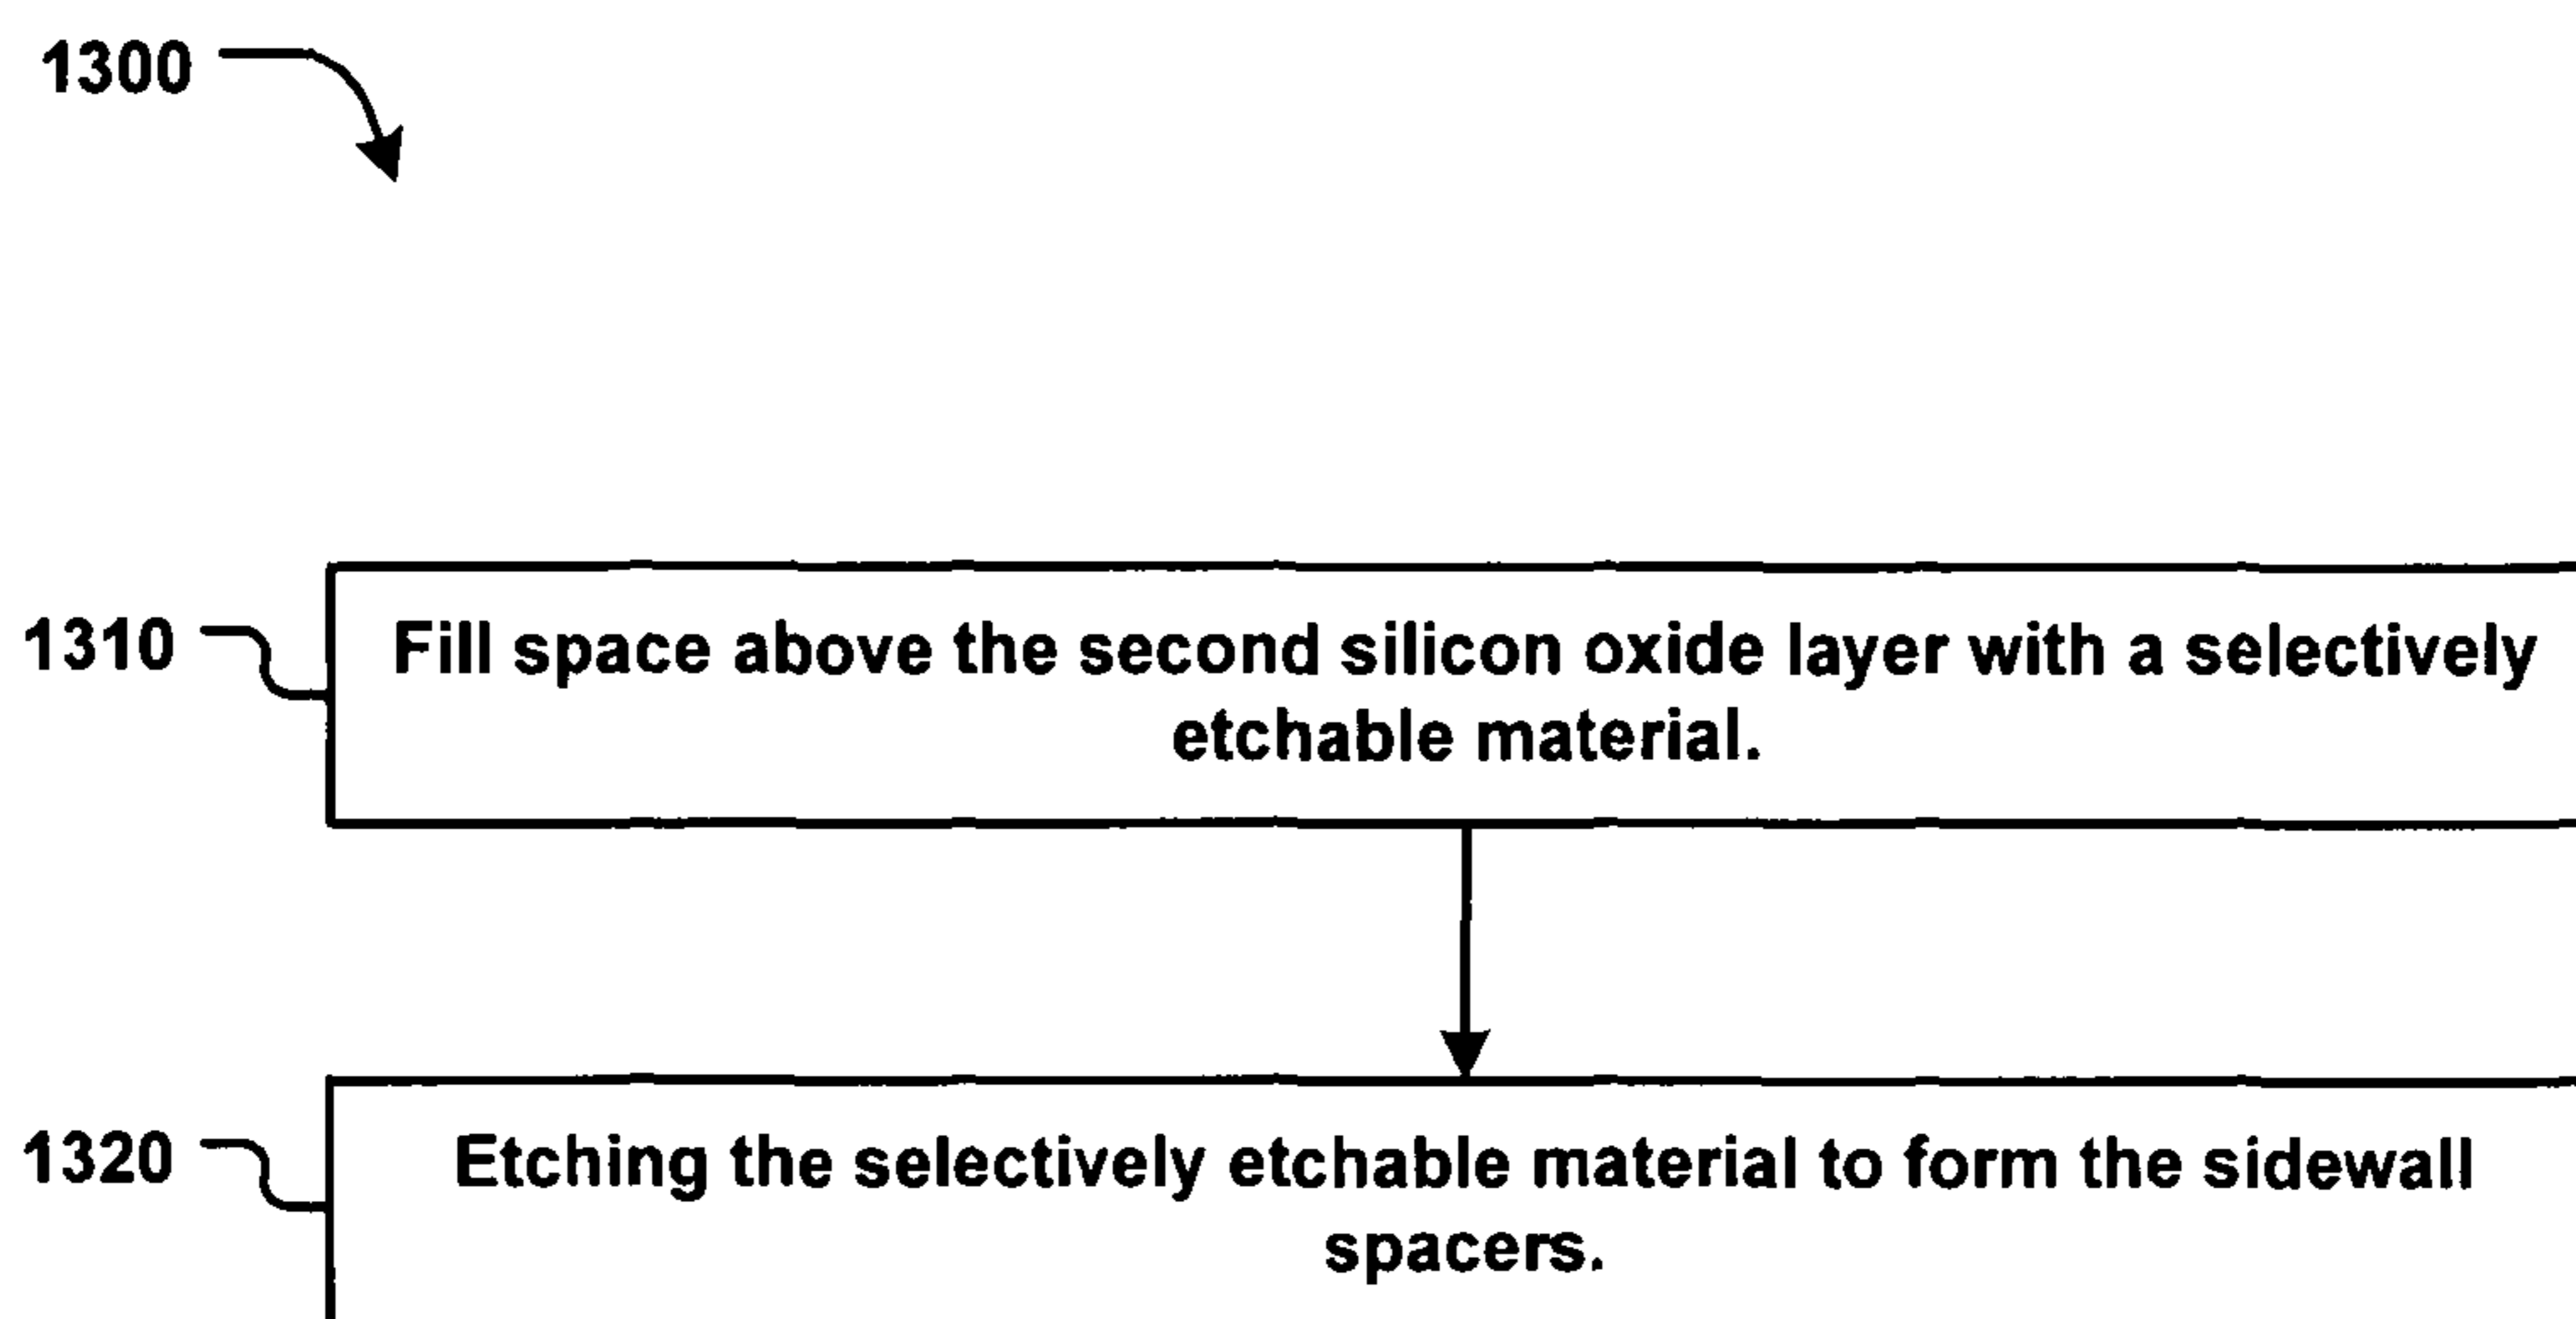 1300
1310
Fill space above the second silicon oxide layer with a selectively
etchable material.
1320
Etching the selectively etchable material to form the sidewall
spacers.